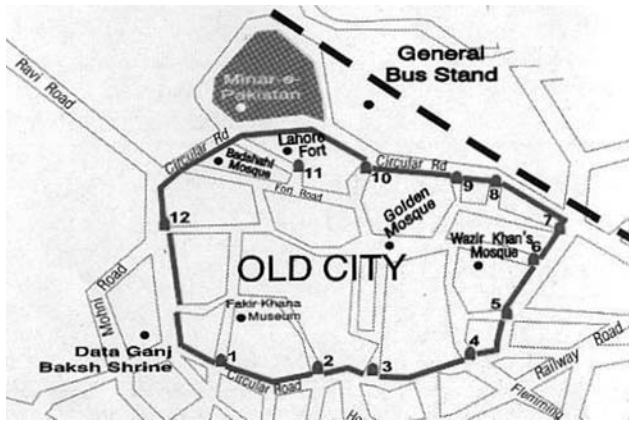 General
Bus Stand
Ravi Road
Minar-e-
Pakistan
Circular Rd
Lahore
Fort
Badshahi
Mosque
11
10
Circular Rd
9
8
Fort Road
12
7
Golden
Mosque
Wazir Khan's
Mosque
6
OLD CITY
Mohni Road
Fakir Khana
Museum
5
Data Ganj
Baksh Shrine
1
2
3
4
Circular Road
Railway Road
Flemming